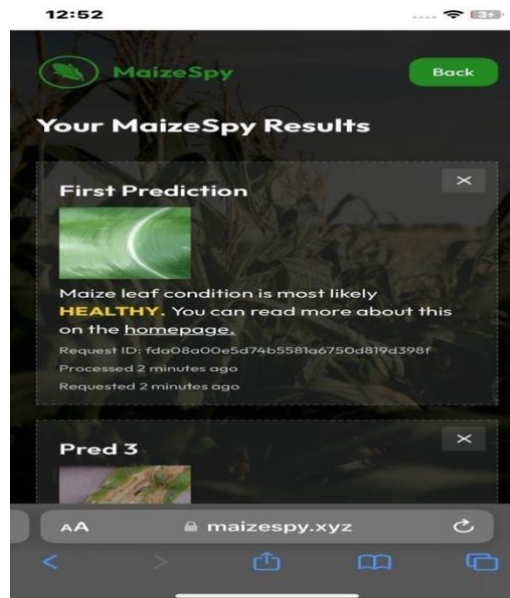 12:52
MaizeSpy
Back
Your MaizeSpy Results
First Prediction
Maize leaf condition is most likely
HEALTHY. You can read more about this
on the homepage.
Request ID: fda08a00e5d74b5581a6750d819d398f
Processed 2 minutes ago
Requested 2 minutes ago
Pred 3
AA
maizespy.xyz